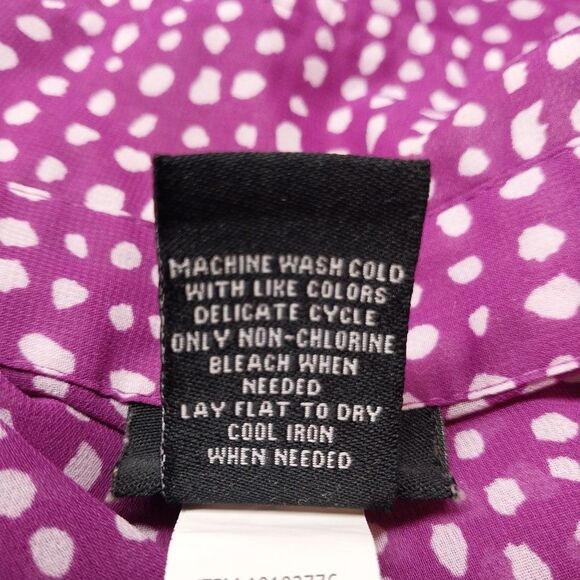 MACHINE WASH COLD
WITH LIKE COLORS
DELICATE CYCLE
ONLY NON-CHLORINE
BLEACH WHEN
NEEDED
LAY FLAT TO DRY
COOL IRON
WHEN NEEDED